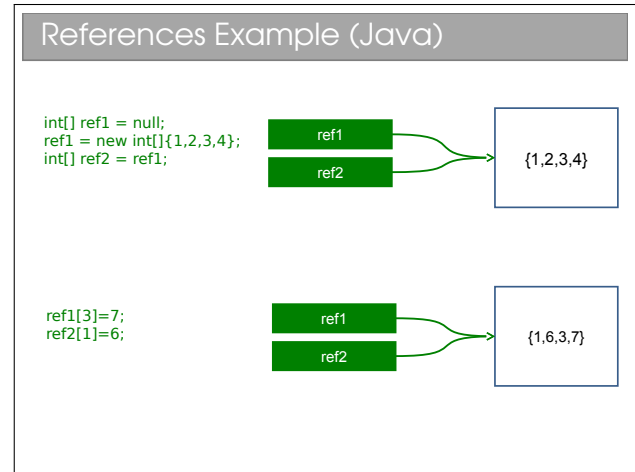 References Example (Java)
int[] ref1 = null;
ref1 = new int[]{1,2,3,4};
int[] ref2 = ref1;
ref1
ref2
{1,2,3,4}
ref1[3]=7;
ref2[1]=6;
ref1
ref2
{1,6,3,7}